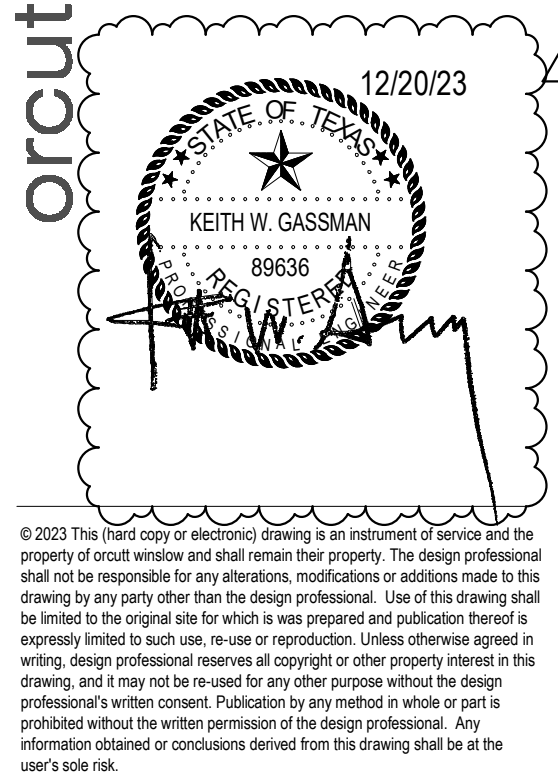 orcut
12/20/23
STATE OF TEXAS
KEITH W. GASSMAN
89636
REGISTERED
PROFESSIONAL ENGINEER
© 2023 This (hard copy or electronic) drawing is an instrument of service and the
property of orcutt winslow and shall remain their property. The design professional
shall not be responsible for any alterations, modifications or additions made to this
drawing by any party other than the design professional. Use of this drawing shall
be limited to the original site for which is was prepared and publication thereof is
expressly limited to such use, re-use or reproduction. Unless otherwise agreed in
writing, design professional reserves all copyright or other property interest in this
drawing, and it may not be re-used for any other purpose without the design
professional's written consent. Publication by any method in whole or part is
prohibited without the written permission of the design professional. Any
information obtained or conclusions derived from this drawing shall be at the
user's sole risk.